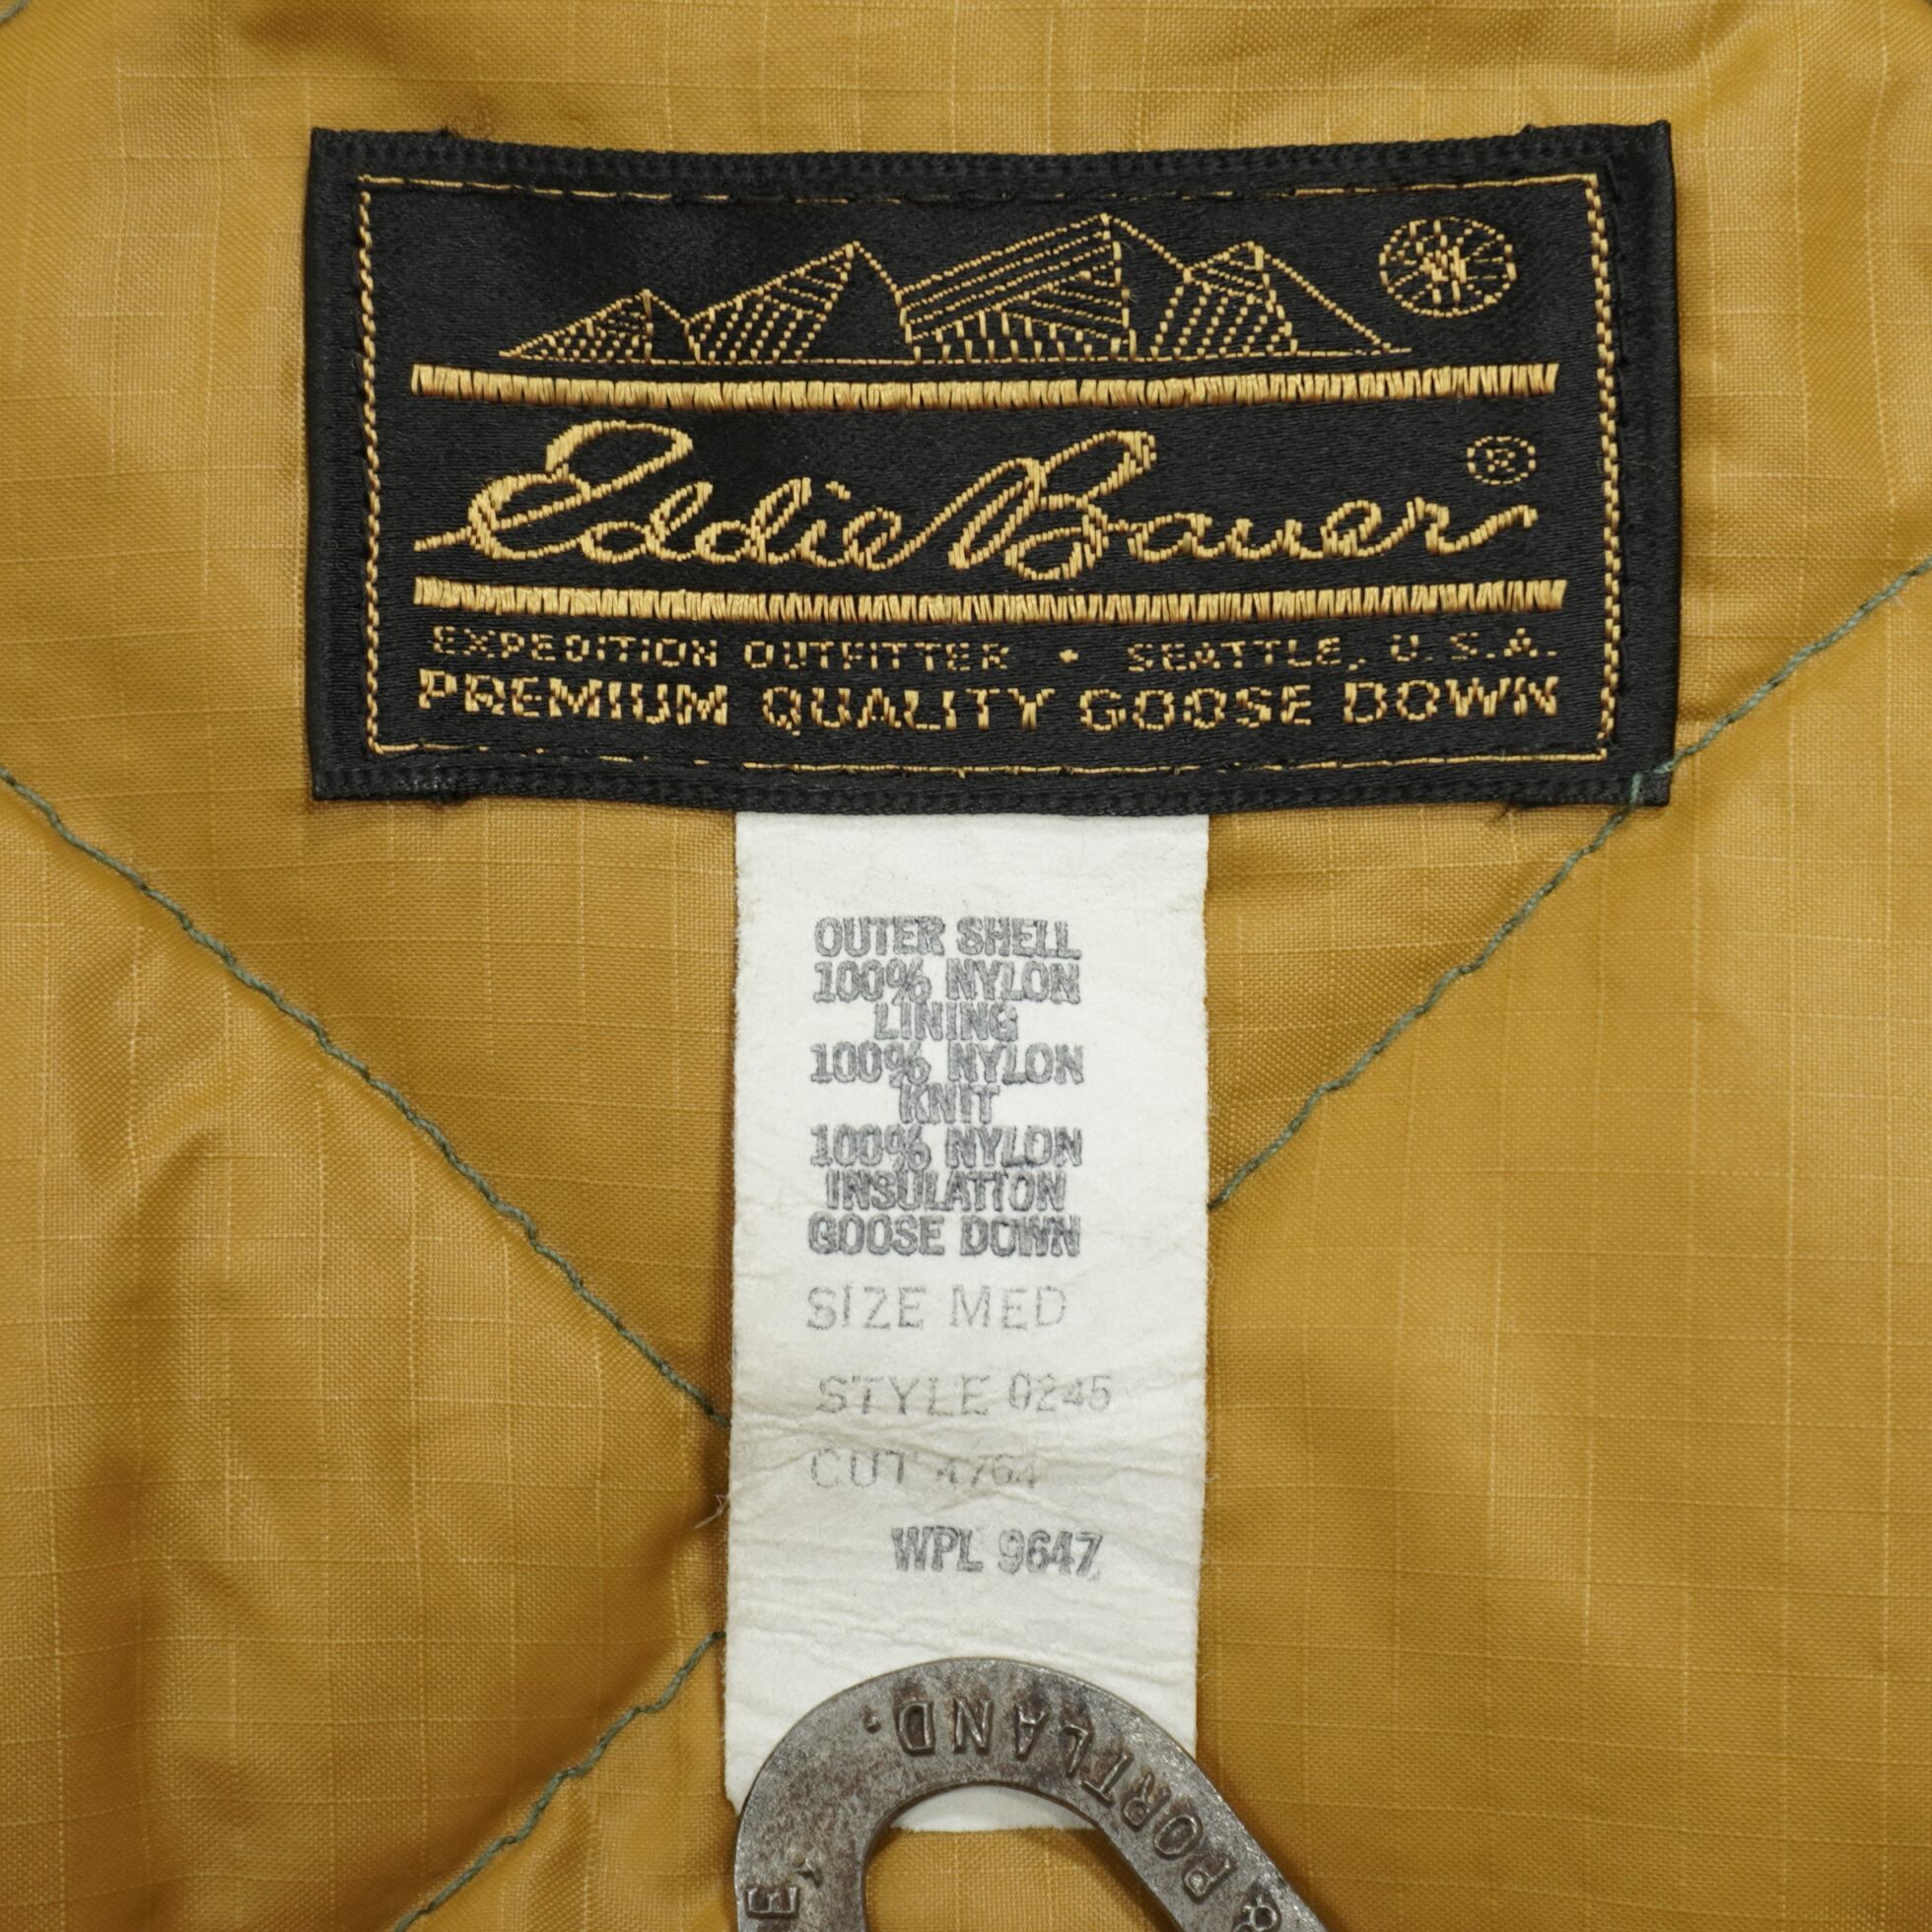 Eddie Bauer ®
EXPEDITION OUTFITTER • SEATTLE, U.S.A.
PREMIUM QUALITY GOOSE DOWN
OUTER SHELL
100% NYLON
LINING
100% NYLON
KNIT
100% NYLON
INSULATION
GOOSE DOWN
SIZE MED
STYLE 0245
CUT 4764
WPL 9647
E,
& PORTLAND.